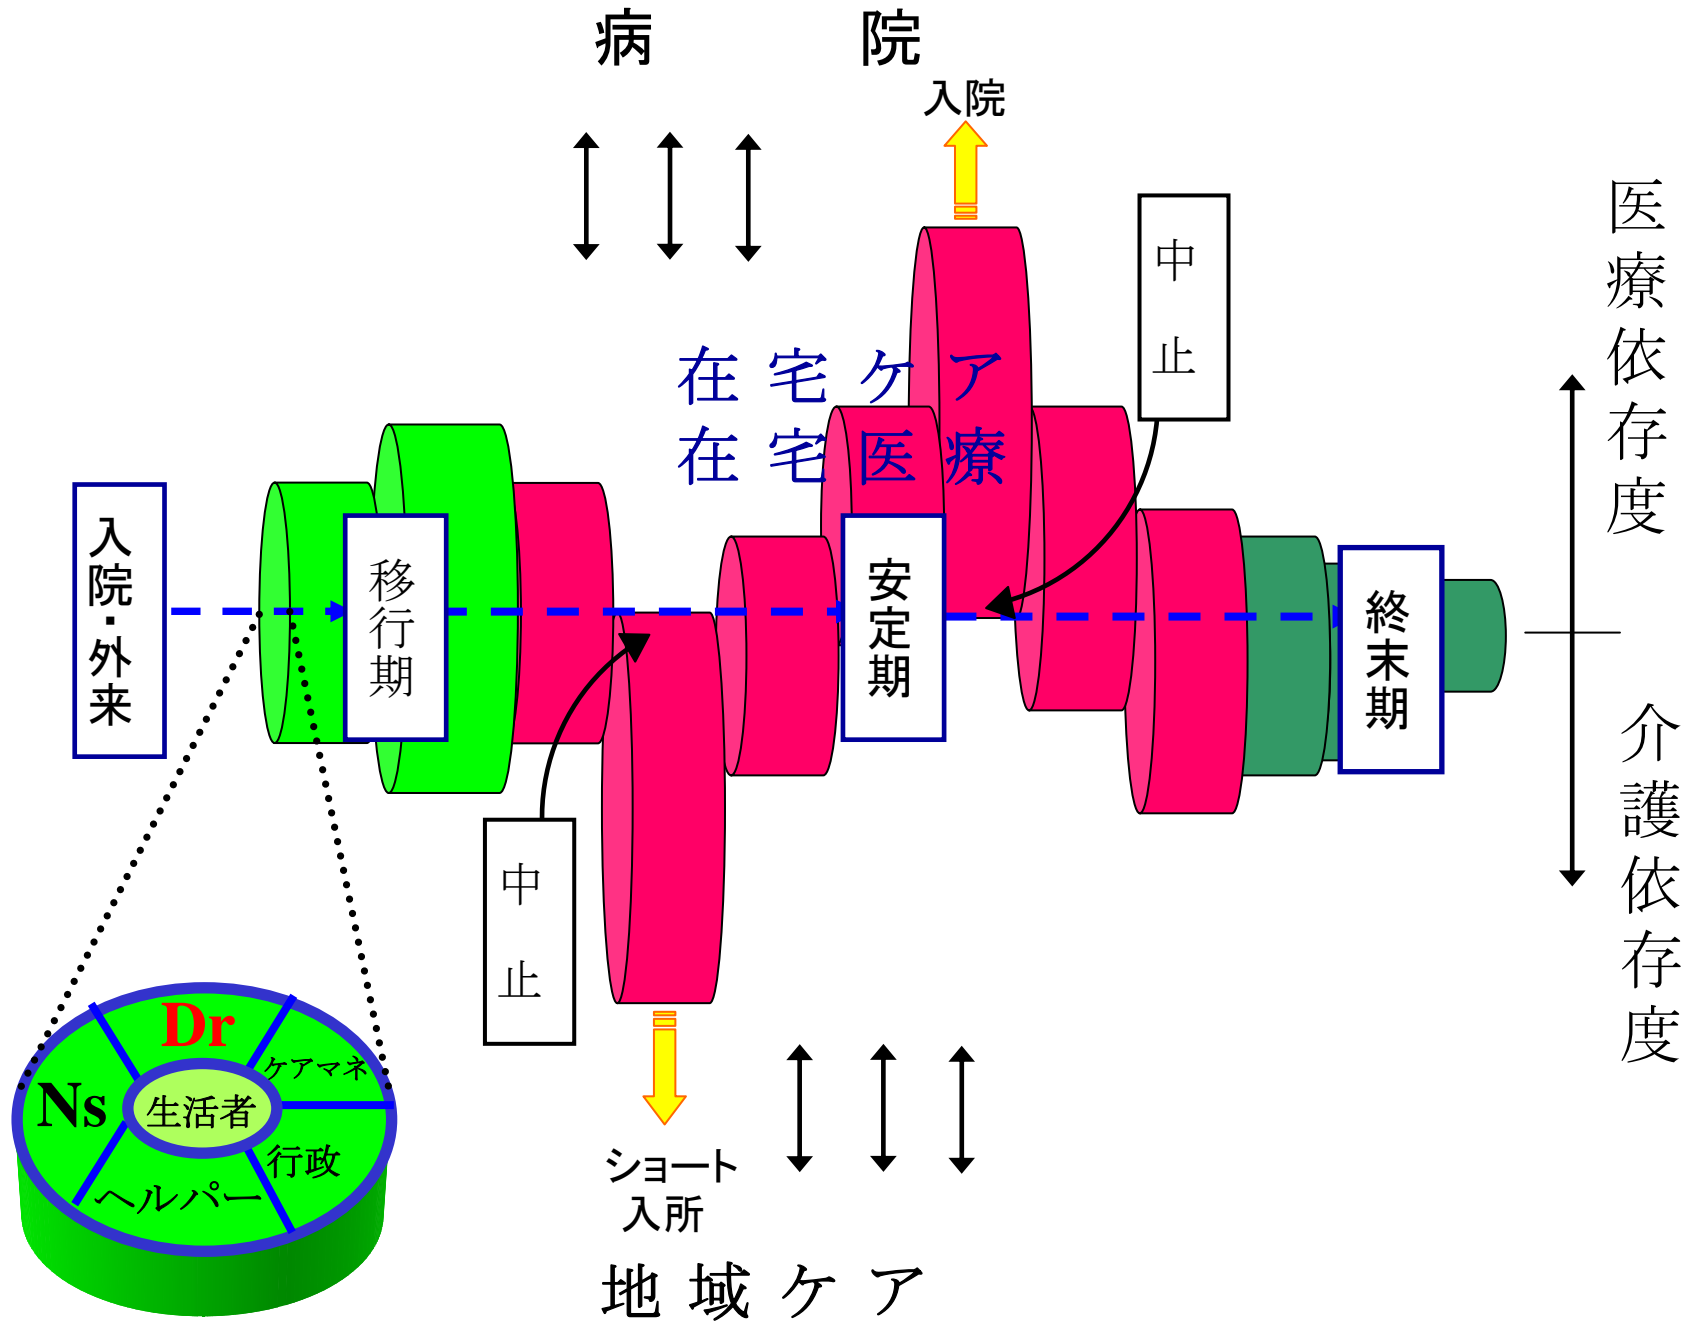 病院
入院
医療依存度
中止
在宅ケア
在宅医療
入院・外来
移行期
安定期
終末期
介護依存度
中止
Dr
ケアマネ
Ns
生活者
行政
ヘルパー
ショート
入所
地域ケア